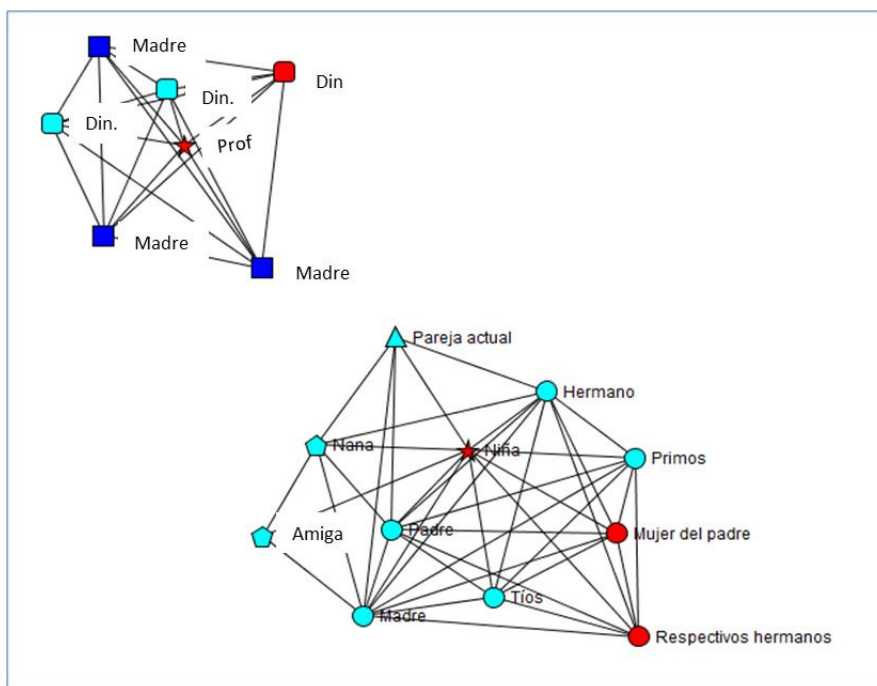 Madre
Din
Din.
Din.
Prof
Madre
Madre
Pareja actual
Hermano
Nana
Niña
Primos
Amiga
Padre
Mujer del padre
Tíos
Madre
Respectivos hermanos